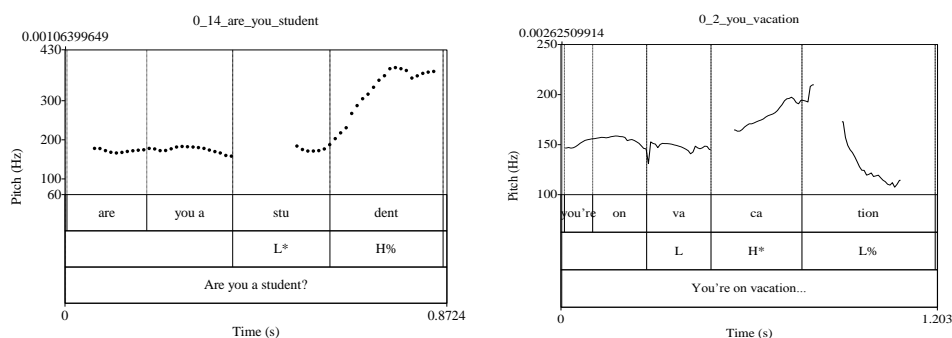 0_14_are_you_student
0.00106399649
430
300
200
100
60
Pitch (Hz)
are you a stu dent
L* H%
Are you a student?
0 0.8724
Time (s)
0_2_you_vacation
0.00262509914
250
200
150
100
Pitch (Hz)
you're on va ca tion
L H* L%
You're on vacation...
0 1.203
Time (s)